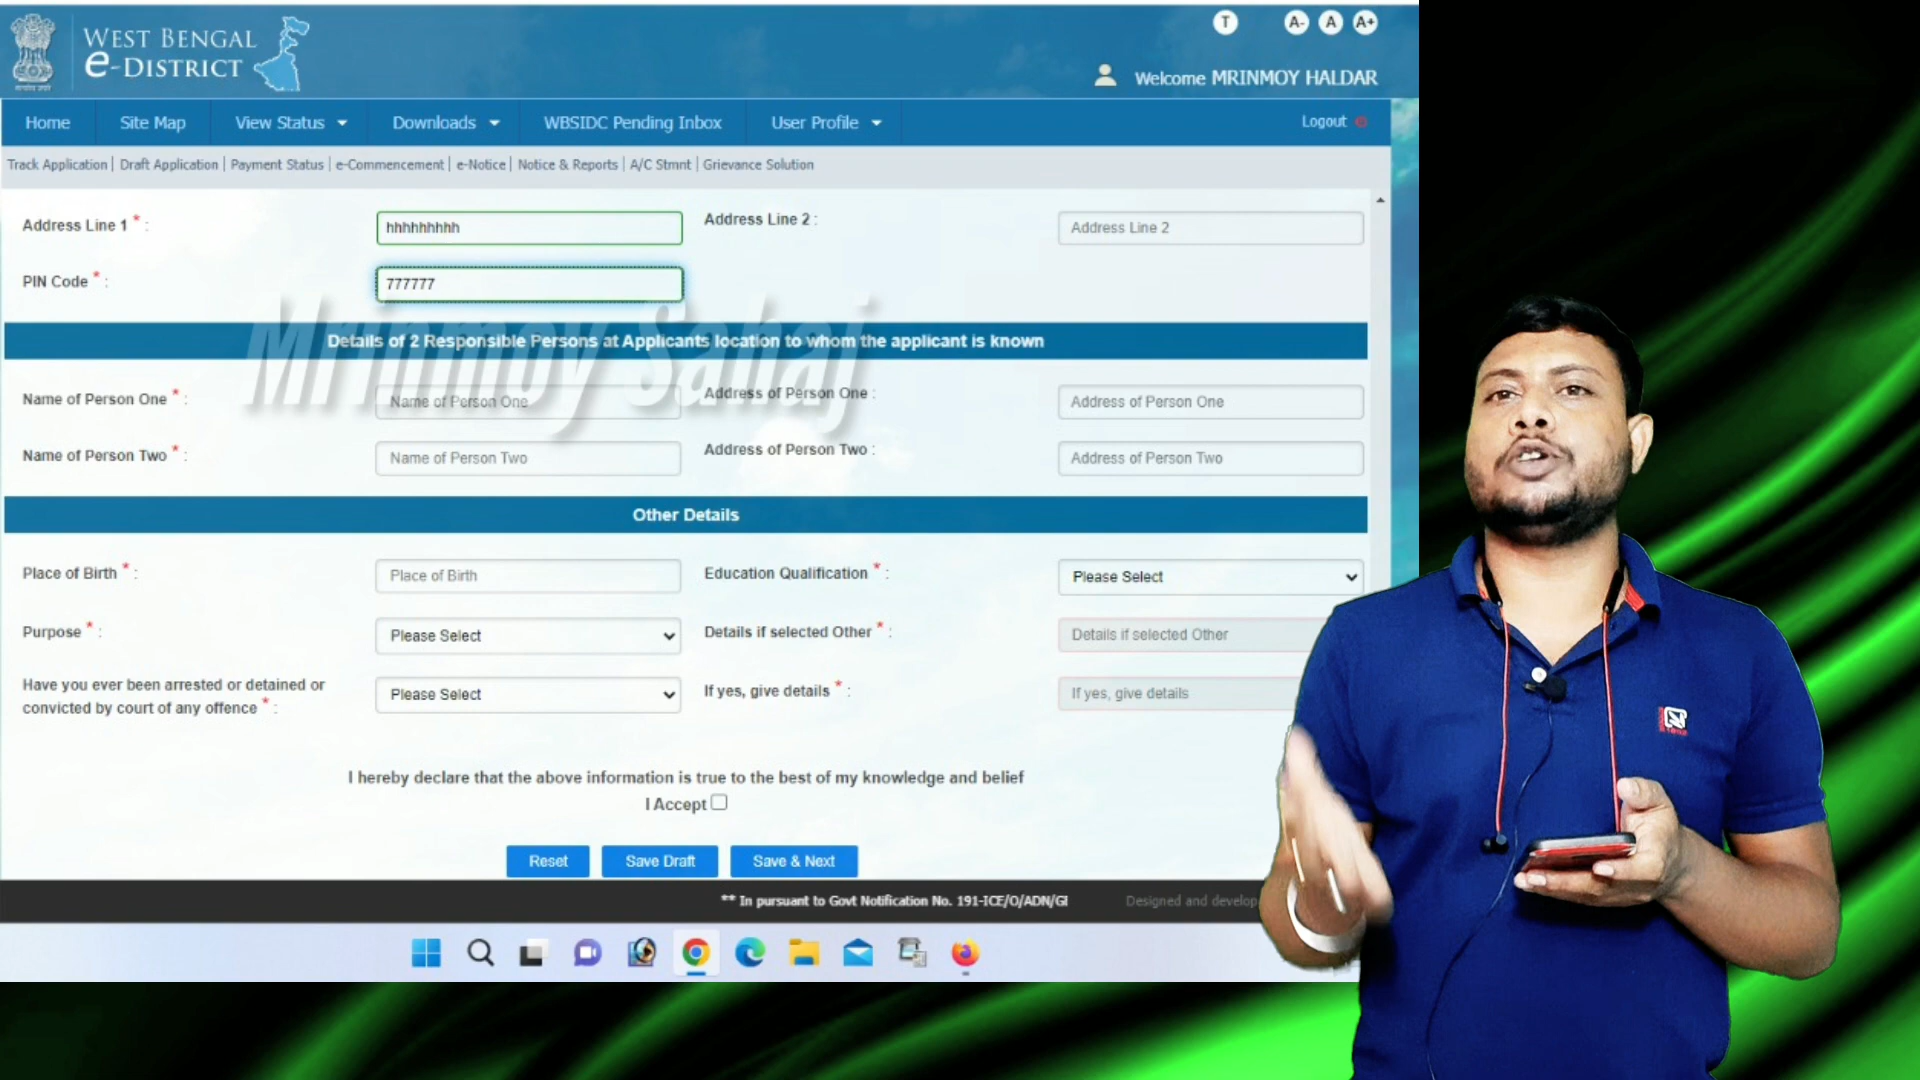 WEST BENGAL
e-DISTRICT
T A- A A+
Welcome MRINMOY HALDAR
Home Site Map View Status Downloads WBSIDC Pending Inbox User Profile Logout
Track Application | Draft Application | Payment Status | e-Commencement | e-Notice | Notice & Reports | A/C Stmnt | Grievance Solution
Address Line 1 * : hhhhhhhhh Address Line 2 : Address Line 2
PIN Code * : 777777
Mrinmoy Sahaj
Details of 2 Responsible Persons at Applicants location to whom the applicant is known
Name of Person One * : Name of Person One Address of Person One : Address of Person One
Name of Person Two * : Name of Person Two Address of Person Two : Address of Person Two
Other Details
Place of Birth * : Place of Birth Education Qualification * : Please Select
Purpose * : Please Select Details if selected Other * : Details if selected Other
Have you ever been arrested or detained or
convicted by court of any offence * : Please Select If yes, give details * : If yes, give details
I hereby declare that the above information is true to the best of my knowledge and belief
I Accept
Reset Save Draft Save & Next
** In pursuant to Govt Notification No. 191-ICE/O/ADN/GI Designed and develop